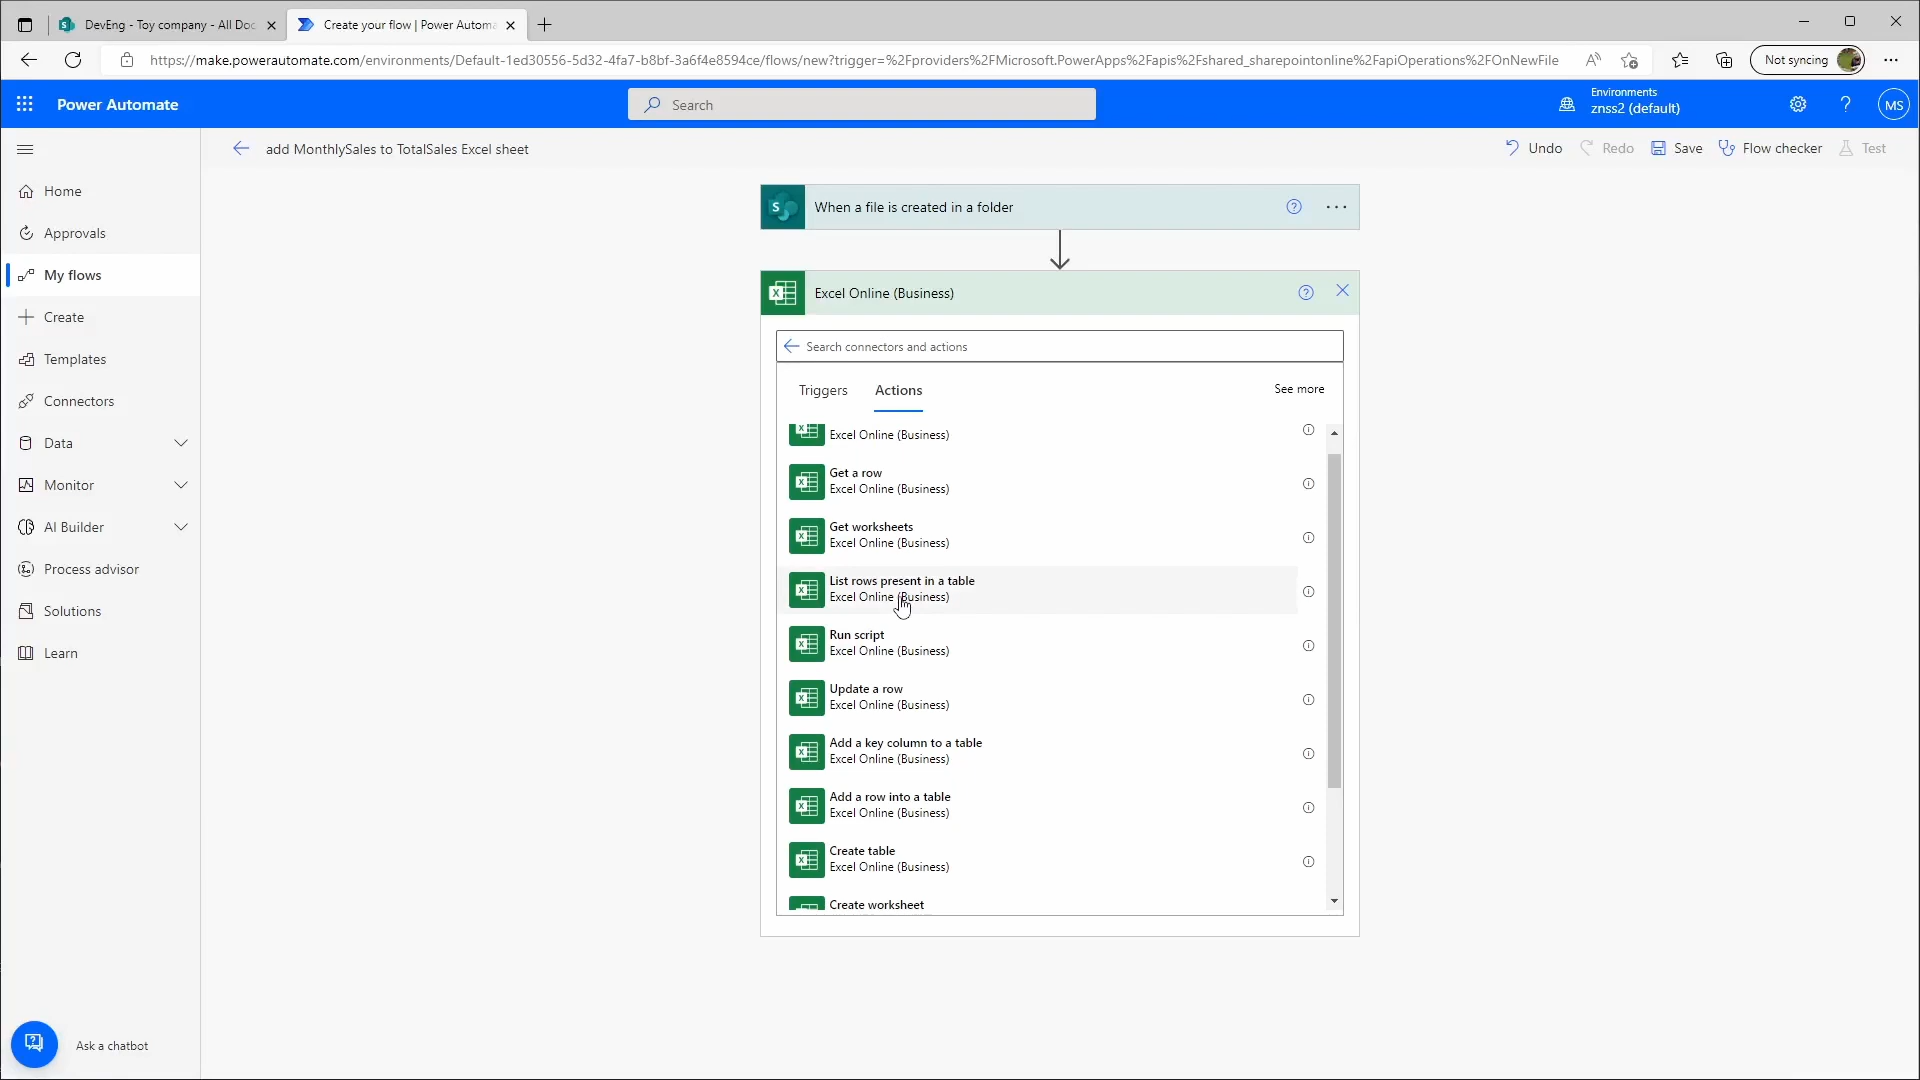 DevEng - Toy company - All Doc
Create your flow | Power Automa
https://make.powerautomate.com/environments/Default-1ed30556-5d32-4fa7-b8bf-3a6f4e8594ce/flows/new?trigger=%2Fproviders%2FMicrosoft.PowerApps%2Fapis%2Fshared_sharepointonline%2FapiOperations%2FOnNewFile
Not syncing
Power Automate
Search
Environments
znss2 (default)
MS
add MonthlySales to TotalSales Excel sheet
Undo
Redo
Save
Flow checker
Test
Home
Approvals
My flows
Create
Templates
Connectors
Data
Monitor
AI Builder
Process advisor
Solutions
Learn
Ask a chatbot
When a file is created in a folder
Excel Online (Business)
Search connectors and actions
Triggers
Actions
See more
Excel Online (Business)
Get a row
Excel Online (Business)
Get worksheets
Excel Online (Business)
List rows present in a table
Excel Online (Business)
Run script
Excel Online (Business)
Update a row
Excel Online (Business)
Add a key column to a table
Excel Online (Business)
Add a row into a table
Excel Online (Business)
Create table
Excel Online (Business)
Create worksheet